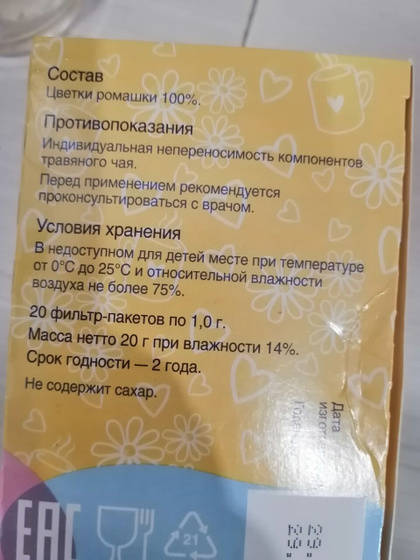 Состав
Цветки ромашки 100%.
Противопоказания
Индивидуальная непереносимость компонентов
травяного чая.
Перед применением рекомендуется
проконсультироваться с врачом.
Условия хранения
В недоступном для детей месте при температуре
от 0°C до 25°C и относительной влажности
воздуха не более 75%.
20 фильтр-пакетов по 1,0 г.
Масса нетто 20 г при влажности 14%.
Срок годности — 2 года.
Не содержит сахар.
Дата
EAC
21